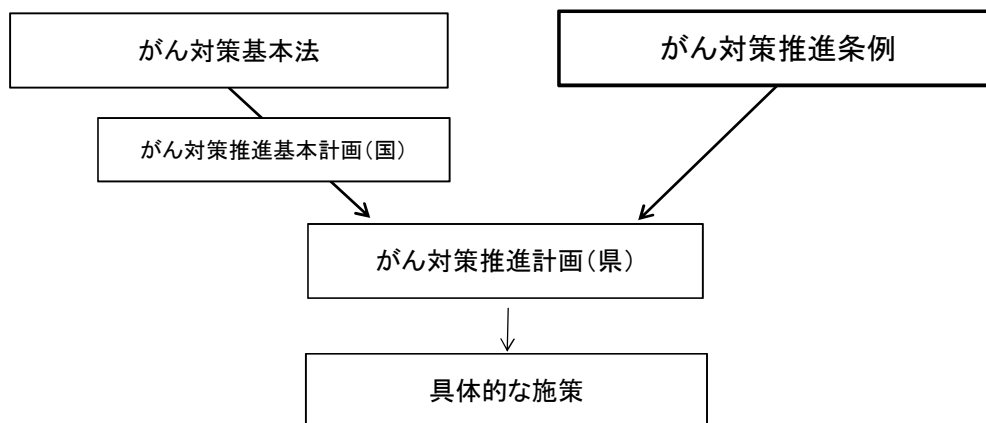 がん対策基本法
がん対策推進条例
がん対策推進基本計画(国)
がん対策推進計画(県)
具体的な施策